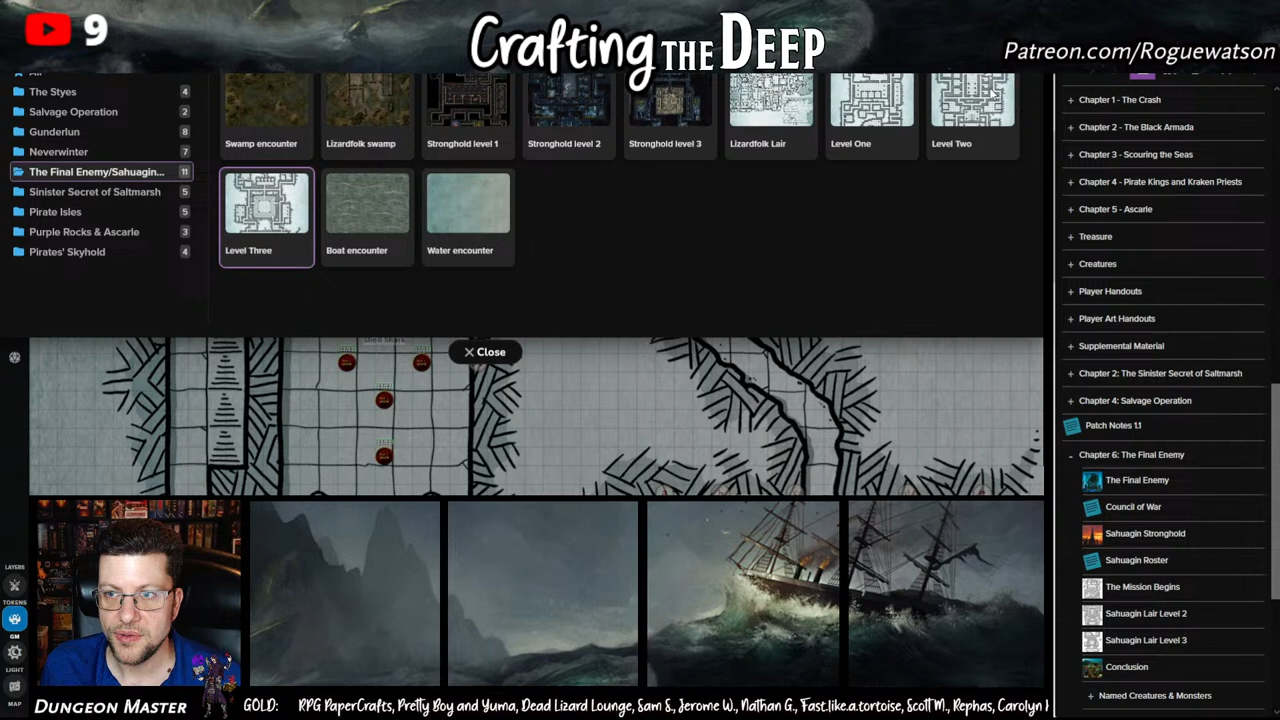 9
Crafting THE DEEP
Patreon.com/Roguewatson
The Styes 4
Salvage Operation 2
Gunderlun 8
Neverwinter 7
The Final Enemy/Sahuagin... 11
Sinister Secret of Saltmarsh 5
Pirate Isles 5
Purple Rocks & Ascarle 3
Pirates' Skyhold 4
Swamp encounter
Lizardfolk swamp
Stronghold level 1
Stronghold level 2
Stronghold level 3
Lizardfolk Lair
Level One
Level Two
Level Three
Boat encounter
Water encounter
Shell Shark
Close
+ Chapter 1 - The Crash
+ Chapter 2 - The Black Armada
+ Chapter 3 - Scouring the Seas
+ Chapter 4 - Pirate Kings and Kraken Priests
+ Chapter 5 - Ascarle
+ Treasure
+ Creatures
+ Player Handouts
+ Player Art Handouts
+ Supplemental Material
+ Chapter 2: The Sinister Secret of Saltmarsh
+ Chapter 4: Salvage Operation
Patch Notes 1.1
- Chapter 6: The Final Enemy
The Final Enemy
Council of War
Sahuagin Stronghold
Sahuagin Roster
The Mission Begins
Sahuagin Lair Level 2
Sahuagin Lair Level 3
Conclusion
+ Named Creatures & Monsters
LAYERS
TOKENS
GM
LIGHT
MAP
DUNGEON MASTER
GOLD: RPG PAPERCRAFTS, PRETTY BOY AND YUMA, DEAD LIZARD LOUNGE, SAM S., JEROME W., NATHAN G., FAST.LIKE.A.TORTOISE, SCOTT M., REPHAS, CAROLYN